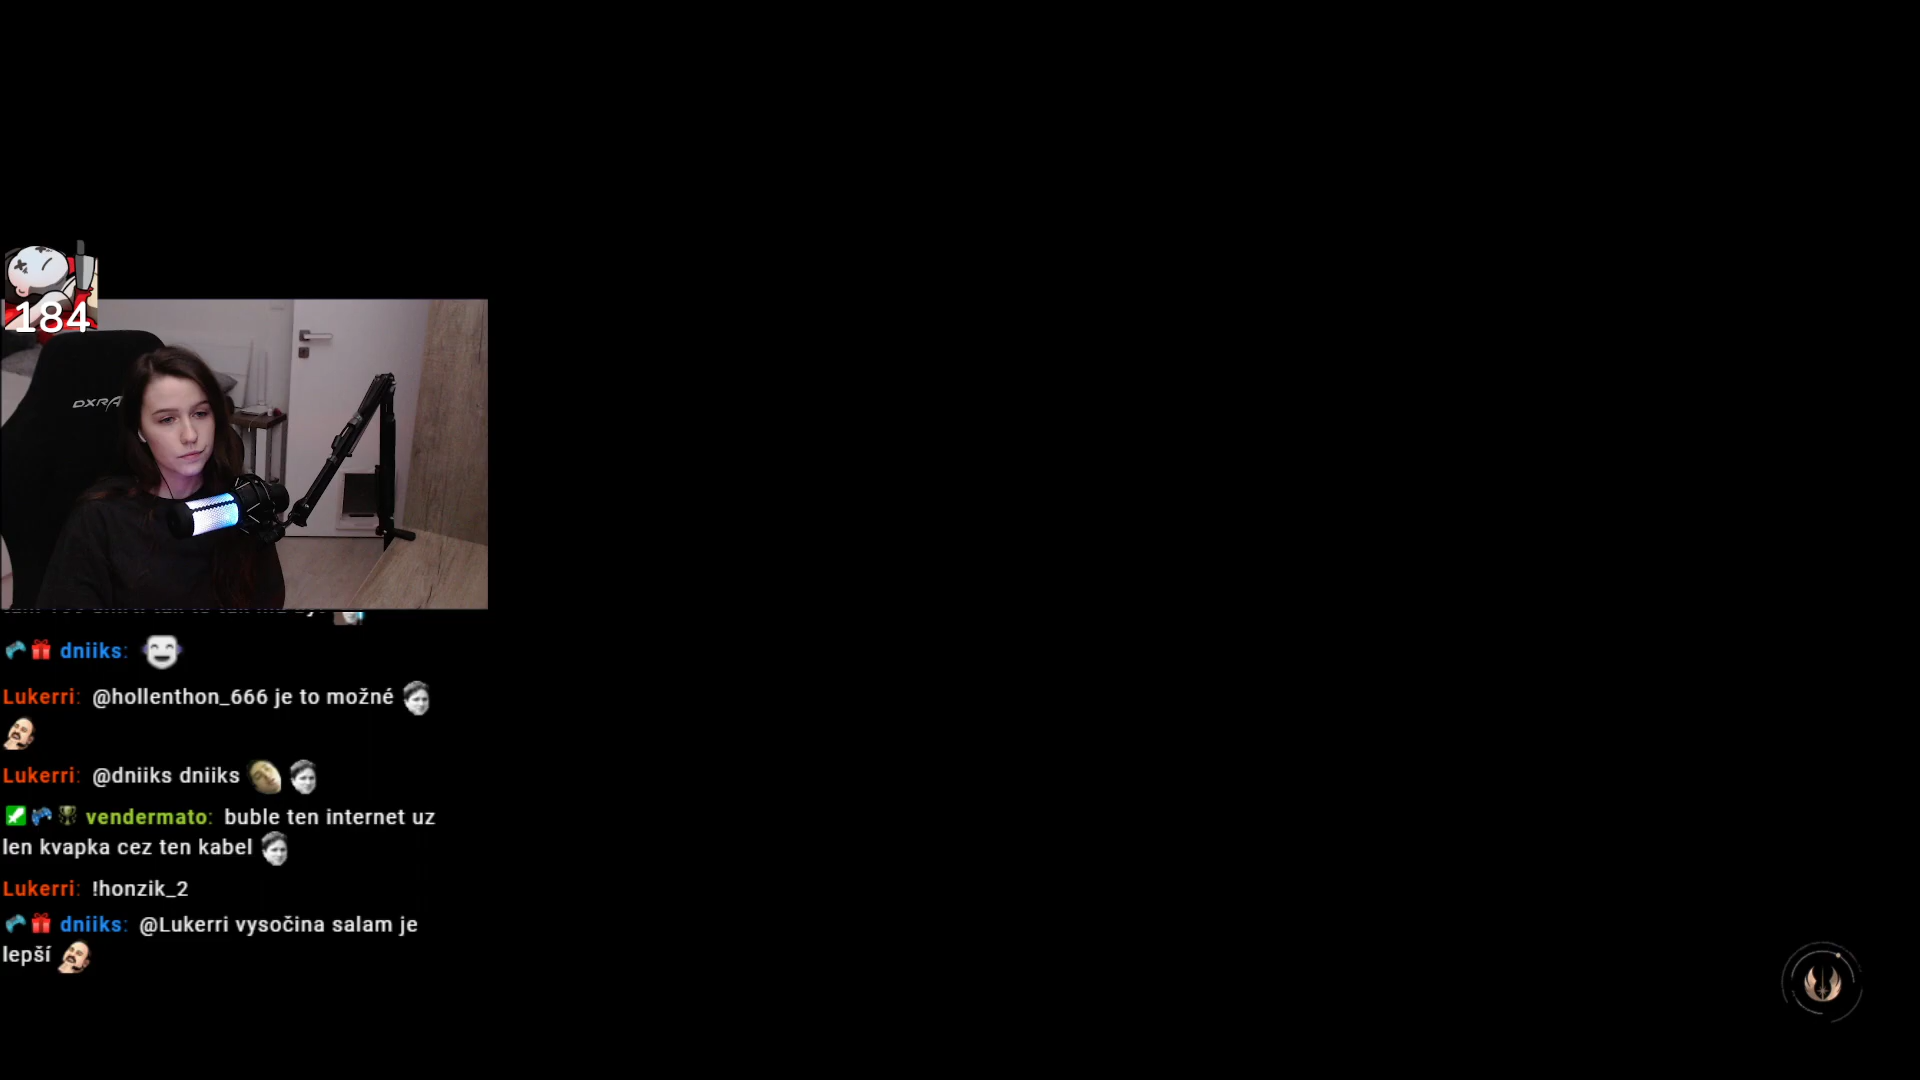 184
DXRA
dniiks:
Lukerri: @hollenthon_666 je to možné
Lukerri: @dniiks dniiks
vendermato: buble ten internet uz
len kvapka cez ten kabel
Lukerri: !honzik_2
dniiks: @Lukerri vysočina salam je
lepší